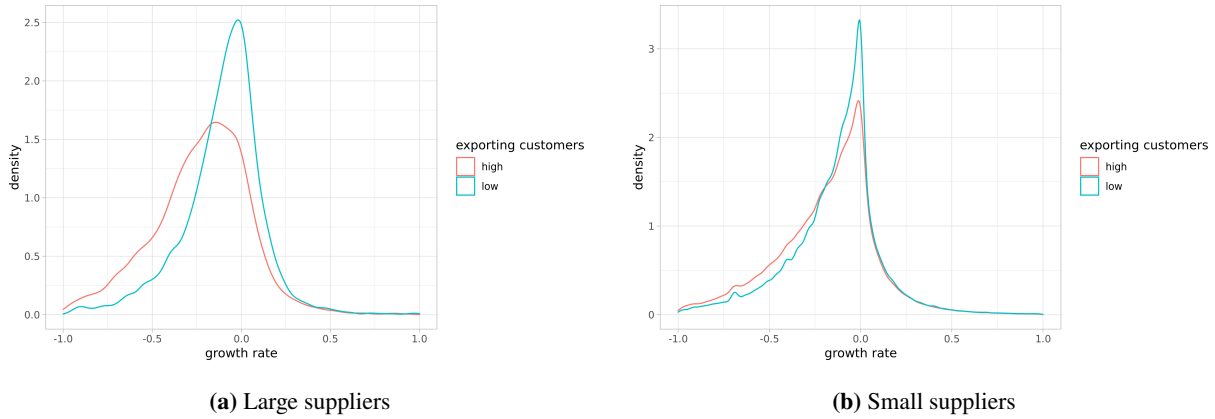 2.5
2.0
1.5
1.0
0.5
0.0
density
-1.0 -0.5 0.0 0.5 1.0
growth rate
exporting customers
high
low
(a) Large suppliers
3
2
1
0
density
-1.0 -0.5 0.0 0.5 1.0
growth rate
exporting customers
high
low
(b) Small suppliers